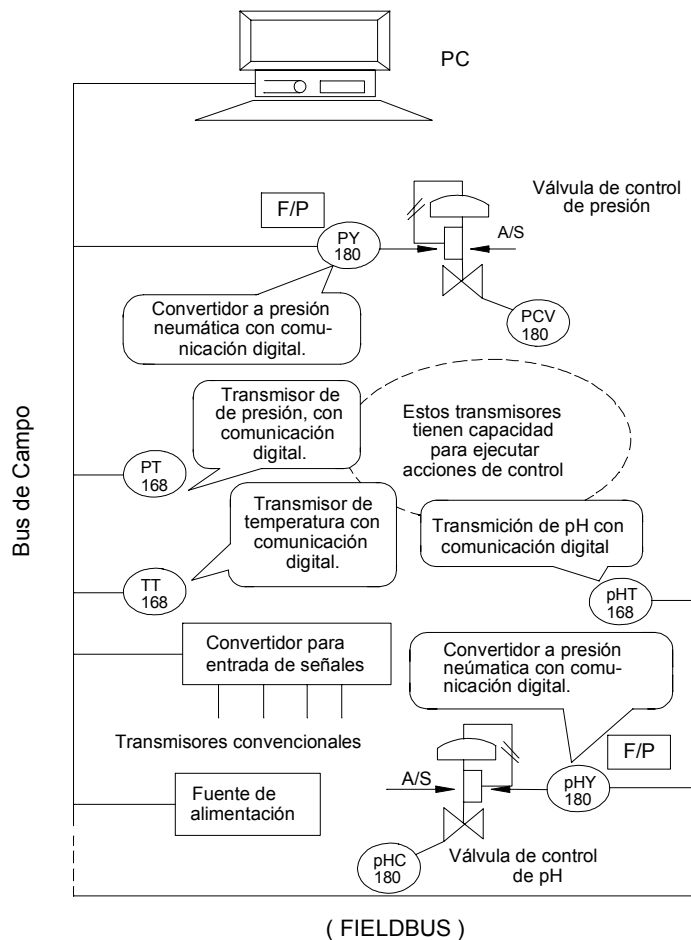 PC
F/P
Válvula de control
de presión
PY
180
A/S
Convertidor a presión
neumática con comu-
nicación digital.
PCV
180
Transmisor de
de presión, con
comunicación
digital.
Estos transmisores
tienen capacidad
para ejecutar
acciones de control
PT
168
Bus de Campo
Transmisor de
temperatura con
comunicación
digital.
Transmición de pH con
comunicación digital
TT
168
pHT
168
Convertidor para
entrada de señales
Convertidor a presión
neúmatica con comu-
nicación digital.
Transmisores convencionales
F/P
A/S
pHY
180
Fuente de
alimentación
pHC
180
Válvula de control
de pH
( FIELDBUS )